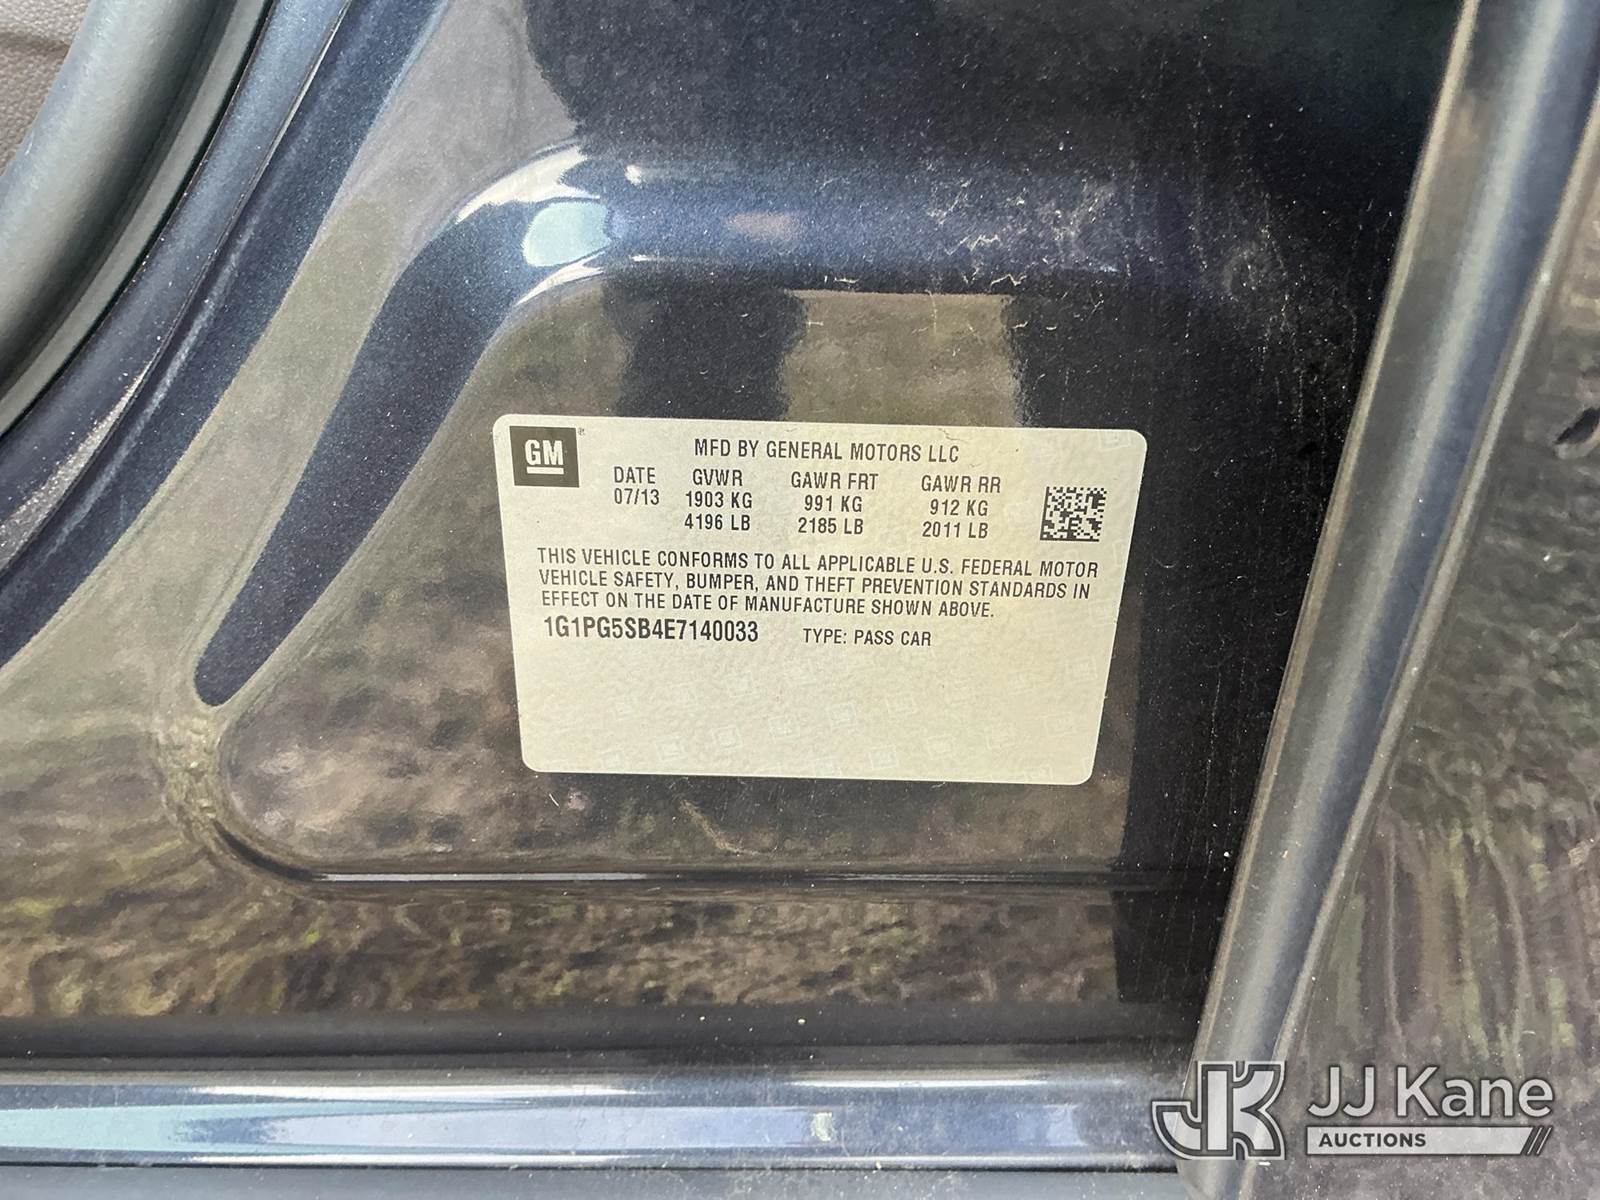 GM
MFD BY GENERAL MOTORS LLC
DATE GVWR GAWR FRT GAWR RR
07/13 1903 KG 991 KG 912 KG
4196 LB 2185 LB 2011 LB
THIS VEHICLE CONFORMS TO ALL APPLICABLE U.S. FEDERAL MOTOR
VEHICLE SAFETY, BUMPER, AND THEFT PREVENTION STANDARDS IN
EFFECT ON THE DATE OF MANUFACTURE SHOWN ABOVE.
1G1PG5SB4E7140033 TYPE: PASS CAR
JK JJ Kane
AUCTIONS